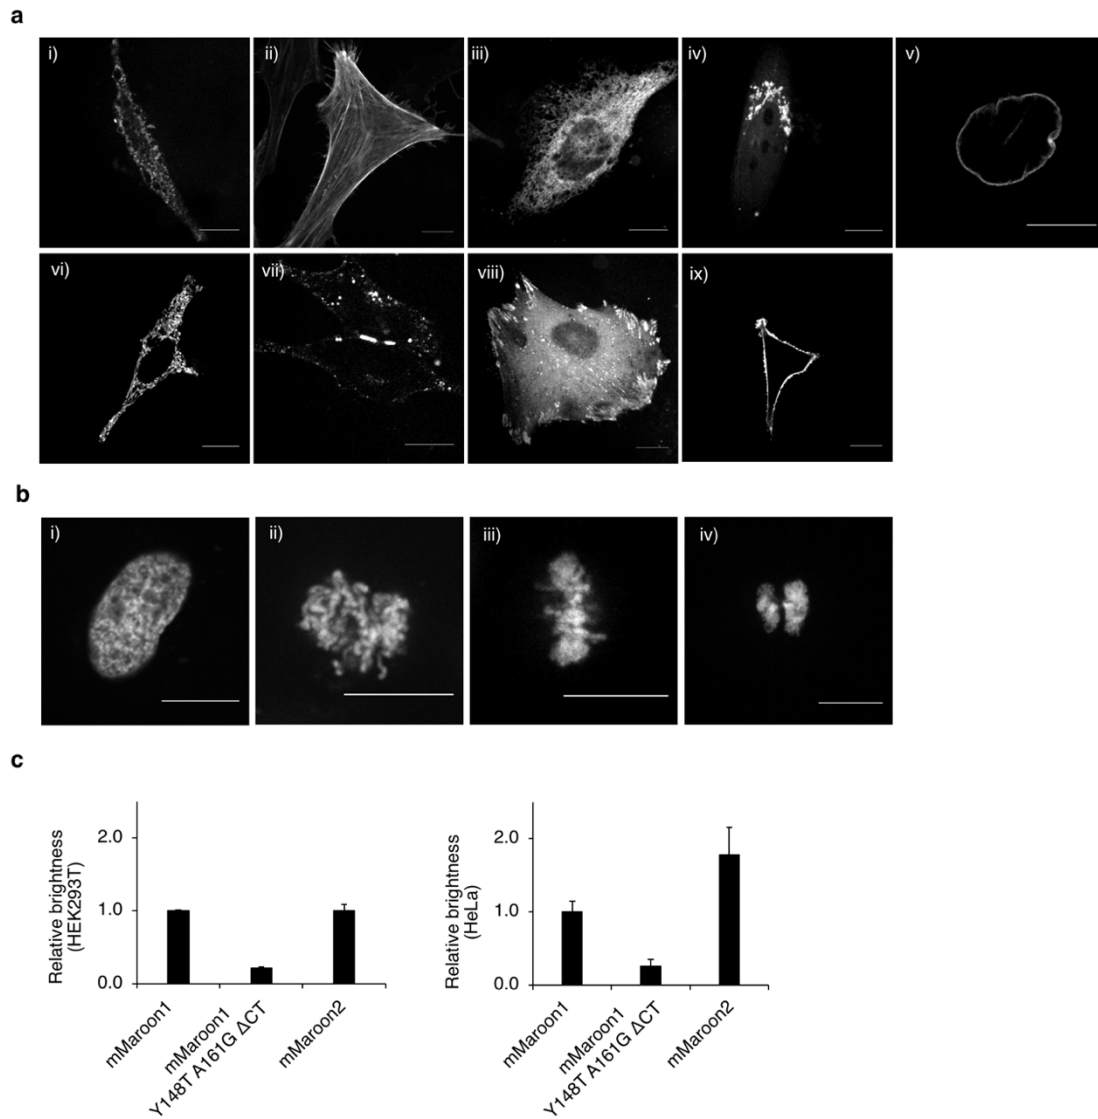 a
i)
ii)
iii)
iv)
v)
vi)
vii)
viii)
ix)
b
i)
ii)
iii)
iv)
c
Relative brightness
(HEK293T)
2.0
1.0
0.0
mMaroon1
mMaroon1
Y148T A161G ΔCT
mMaroon2
Relative brightness
(HeLa)
2.0
1.0
0.0
mMaroon1
mMaroon1
Y148T A161G ΔCT
mMaroon2